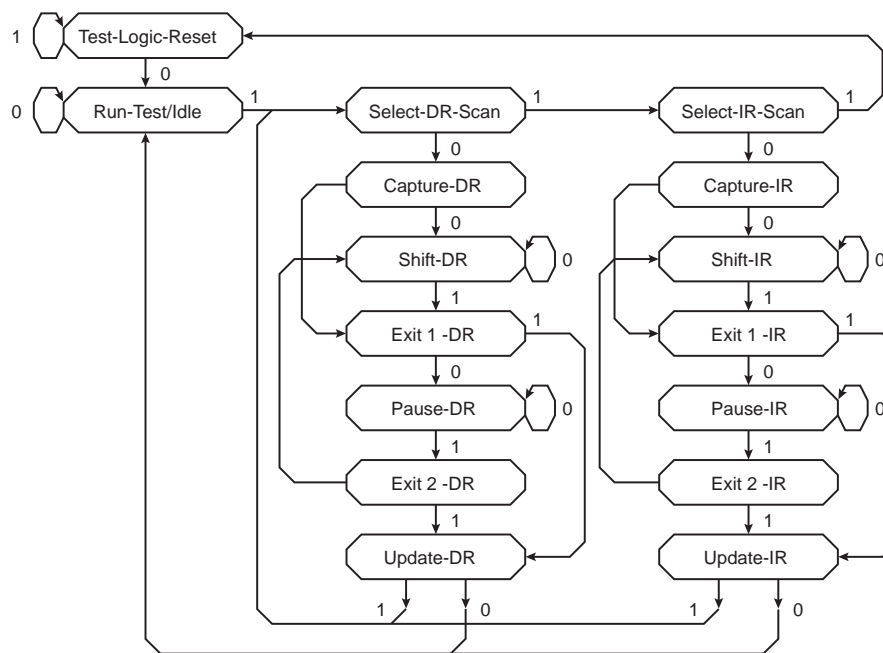 1
Test-Logic-Reset
0
0
Run-Test/Idle
1
Select-DR-Scan
1
Select-IR-Scan
1
0
0
Capture-DR
Capture-IR
0
0
Shift-DR
0
Shift-IR
0
1
1
Exit 1 -DR
1
Exit 1 -IR
1
0
0
Pause-DR
0
Pause-IR
0
1
1
Exit 2 -DR
Exit 2 -IR
1
1
Update-DR
Update-IR
1
0
1
0